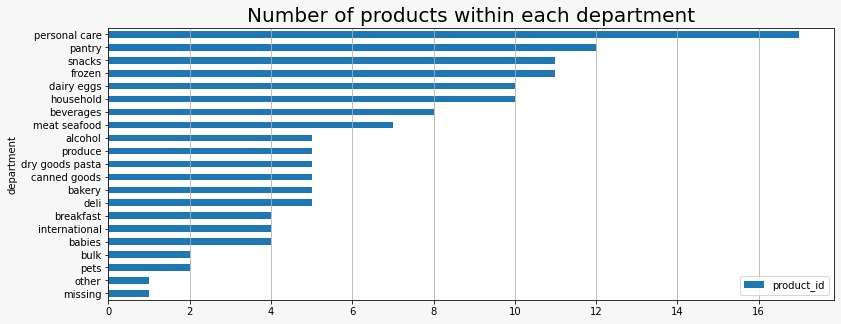 Number of products within each department
department
personal care
pantry
snacks
frozen
dairy eggs
household
beverages
meat seafood
alcohol
produce
dry goods pasta
canned goods
bakery
deli
breakfast
international
babies
bulk
pets
other
missing
product_id
0 2 4 6 8 10 12 14 16